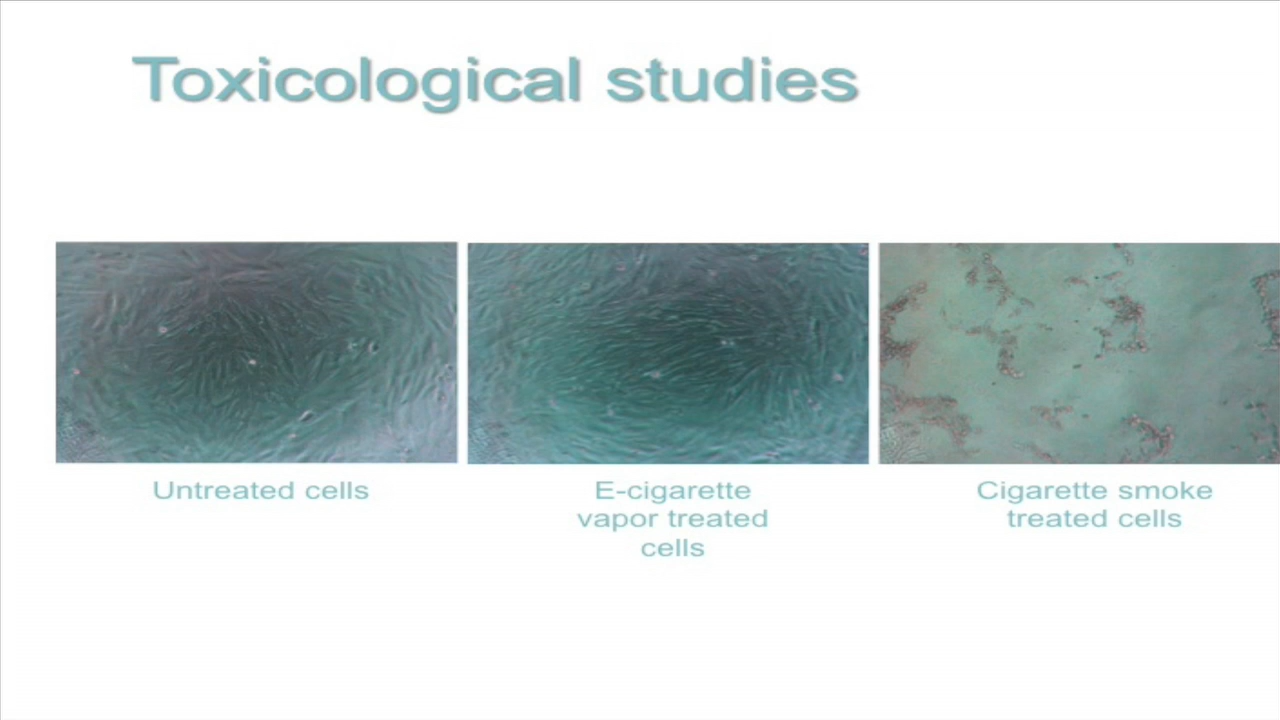 Toxicological studies
Untreated cells
E-cigarette
vapor treated
cells
Cigarette smoke
treated cells